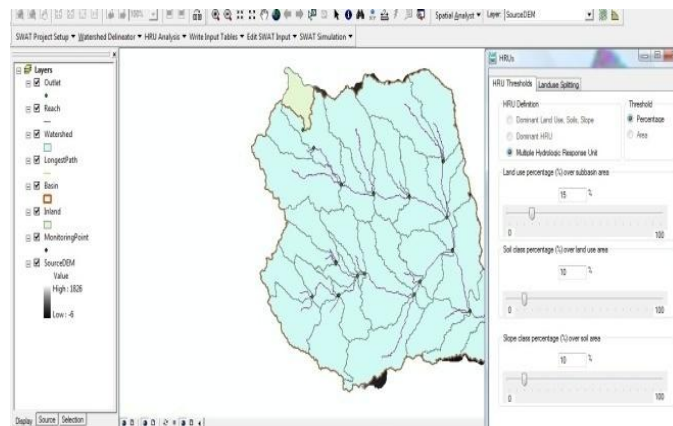 Spatial Analyst Layer: SourceDEM
SWAT Project Setup Watershed Delineator HRU Analysis Write Input Tables Edit SWAT Input SWAT Simulation
Layers
Outlet
Reach
Watershed
LongestPath
Basin
Inland
MonitoringPoint
SourceDEM
Value
High : 1826
Low : -6
Display Source Selection
HRUs
HRU Thresholds Landuse Splitting
HRU Definition
Dominant Land Use, Soils, Slope
Dominant HRU
Multiple Hydrologic Response Unit
Threshold
Percentage
Area
Land use percentage (%) over subbasin area
15 %
0 100
Soil class percentage (%) over land use area
10 %
0 100
Slope class percentage (%) over soil area
10 %
0 100